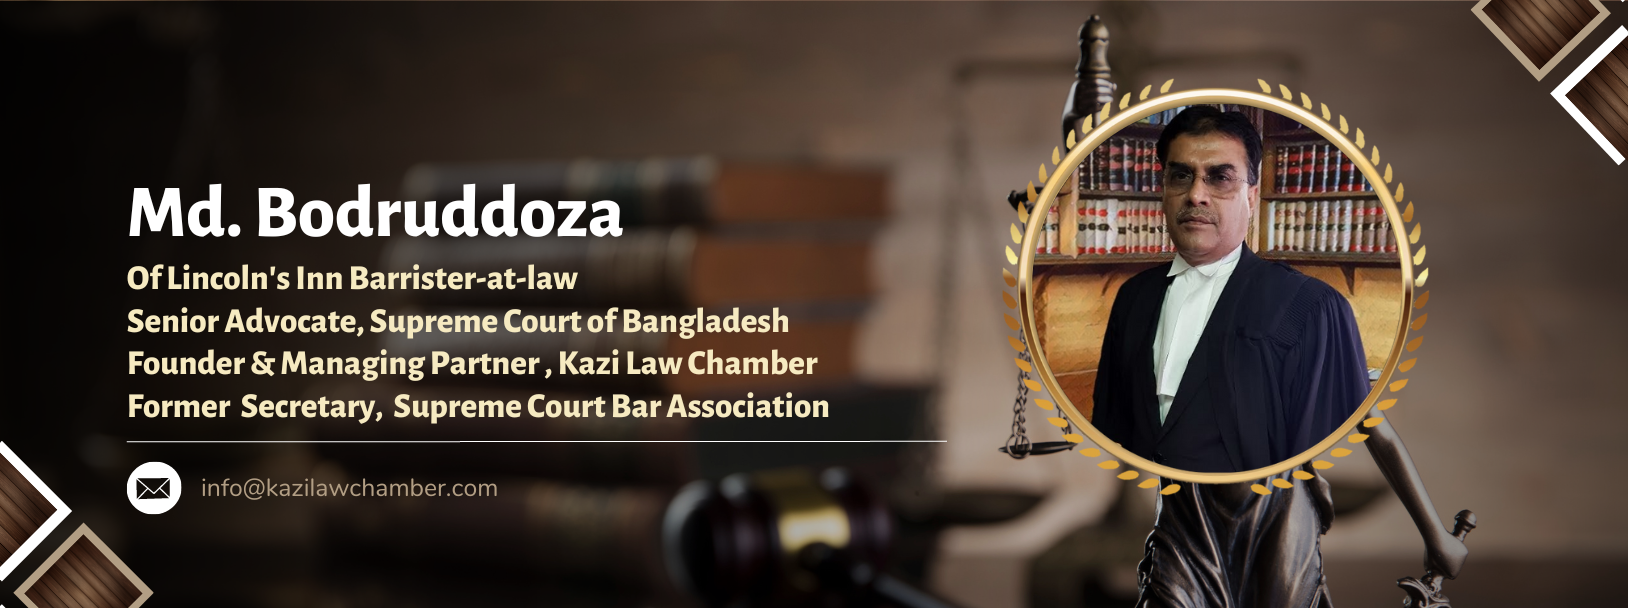 Md. Bodruddoza
Of Lincoln's Inn Barrister-at-law
Senior Advocate, Supreme Court of Bangladesh
Founder & Managing Partner , Kazi Law Chamber
Former Secretary, Supreme Court Bar Association
info@kazilawchamber.com